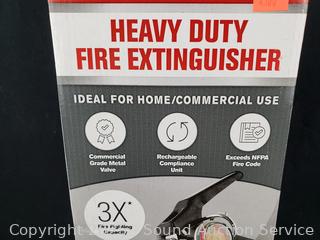 HEAVY DUTY
FIRE EXTINGUISHER
IDEAL FOR HOME/COMMERCIAL USE
Commercial
Grade Metal
Valve
Rechargeable
Compliance
Unit
Exceeds NFPA
Fire Code
3X*
Fire Fighting
Capacity
Copyright Sound Auction Service